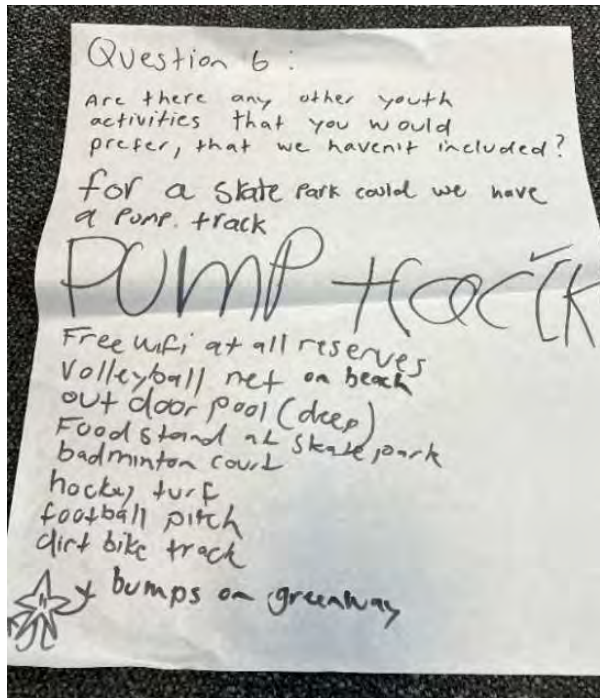 Question 6 :
Are there any other youth
activities that you would
prefer, that we haven't included?
for a skate park could we have
a pump. track
PUMP track
Free wifi at all reserves
Volleyball net on beach
out door pool (deep)
Food stand at skate park
badminton court
hockey turf
football pitch
dirt bike track
bumps on greenway